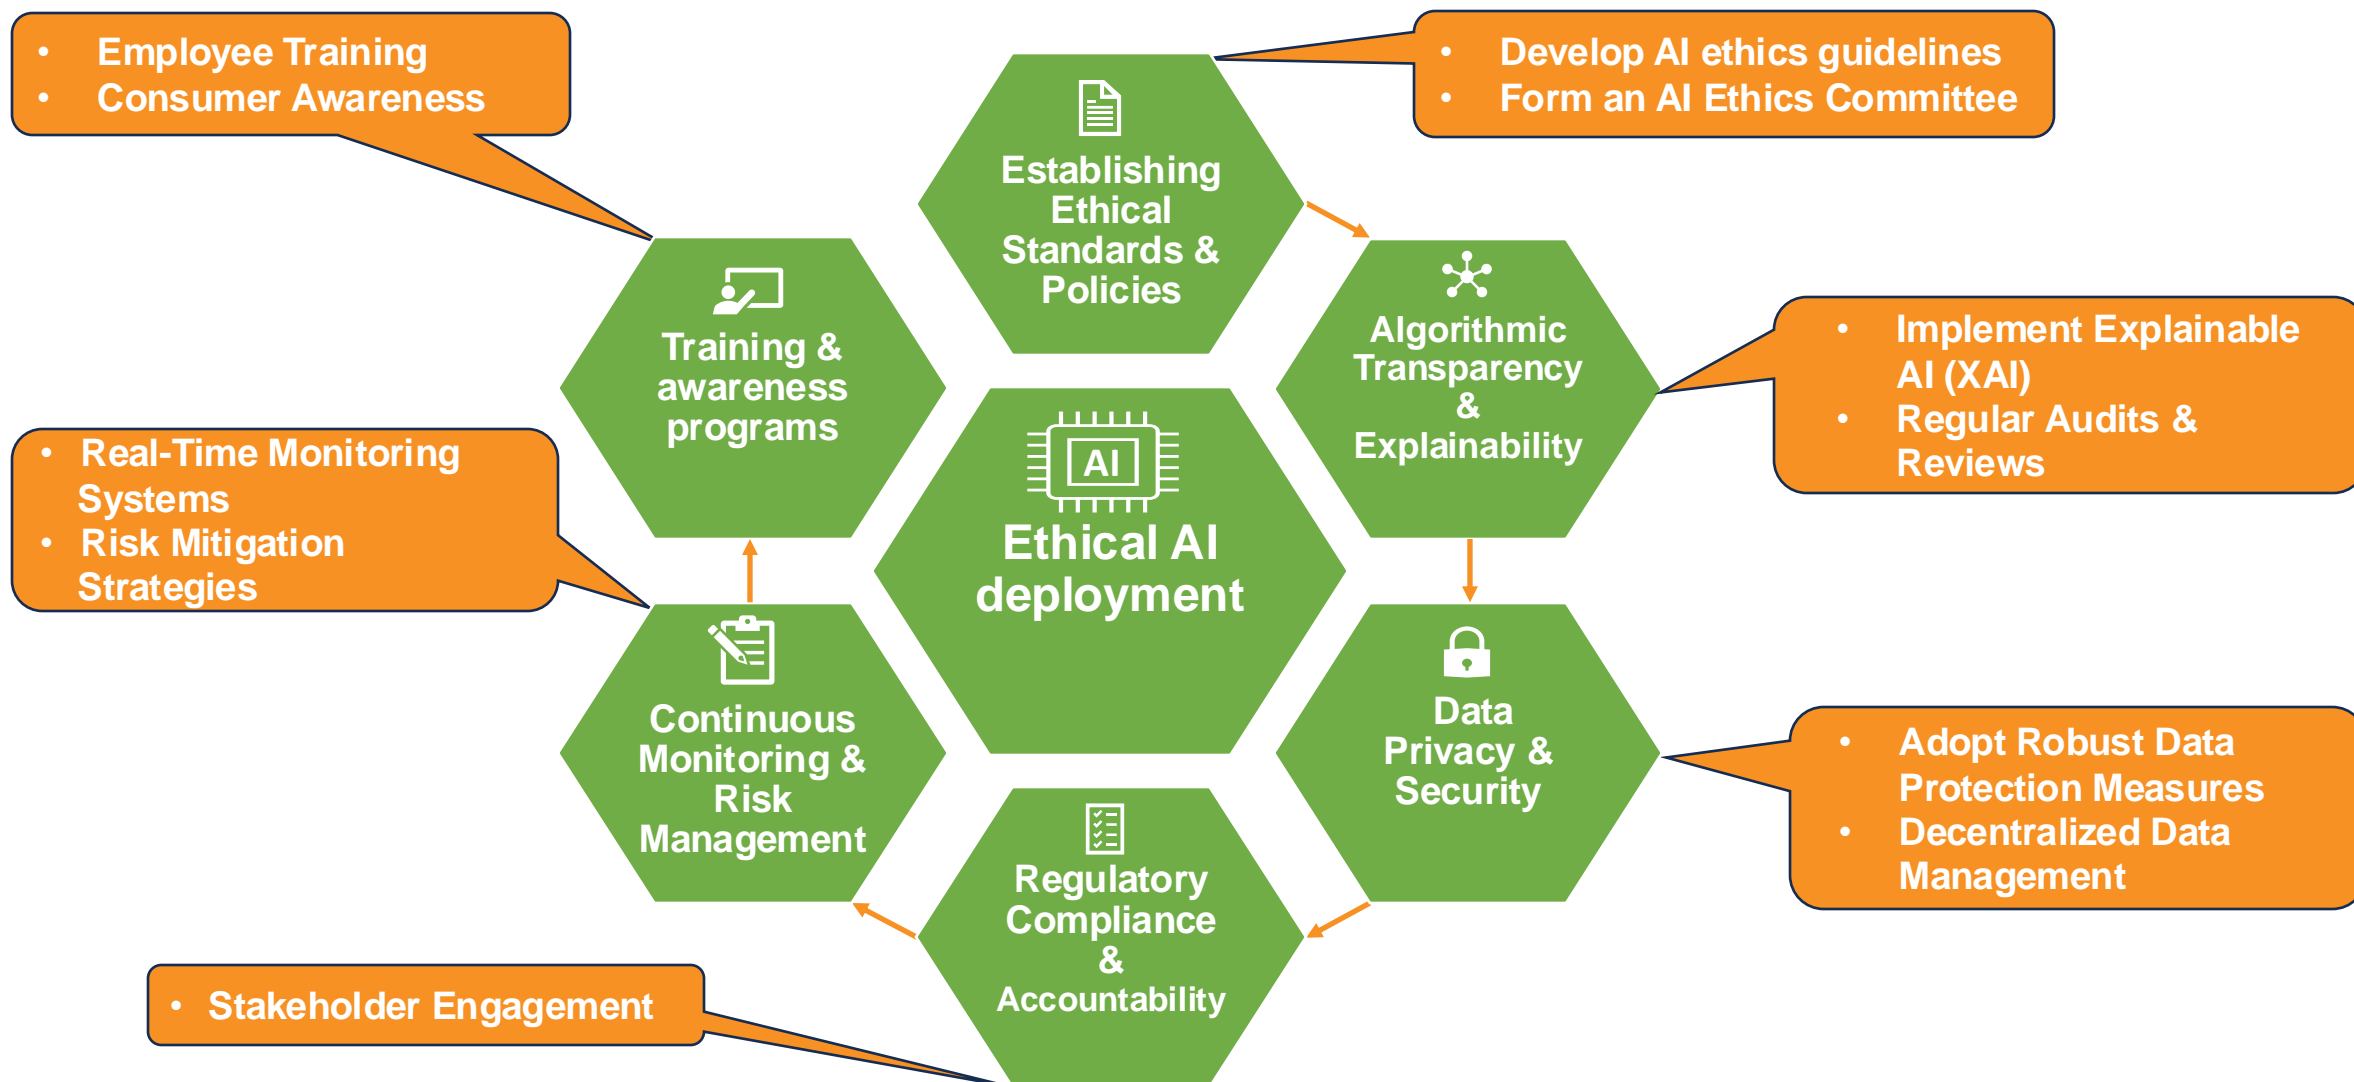 • Employee Training
• Consumer Awareness
• Develop AI ethics guidelines
• Form an AI Ethics Committee
Establishing
Ethical
Standards &
Policies
Algorithmic
Transparency
&
Explainability
• Implement Explainable
AI (XAI)
• Regular Audits &
Reviews
Training &
awareness
programs
• Real-Time Monitoring
Systems
• Risk Mitigation
Strategies
AI
Ethical AI
deployment
Data
Privacy &
Security
• Adopt Robust Data
Protection Measures
• Decentralized Data
Management
Continuous
Monitoring &
Risk
Management
Regulatory
Compliance
&
Accountability
• Stakeholder Engagement